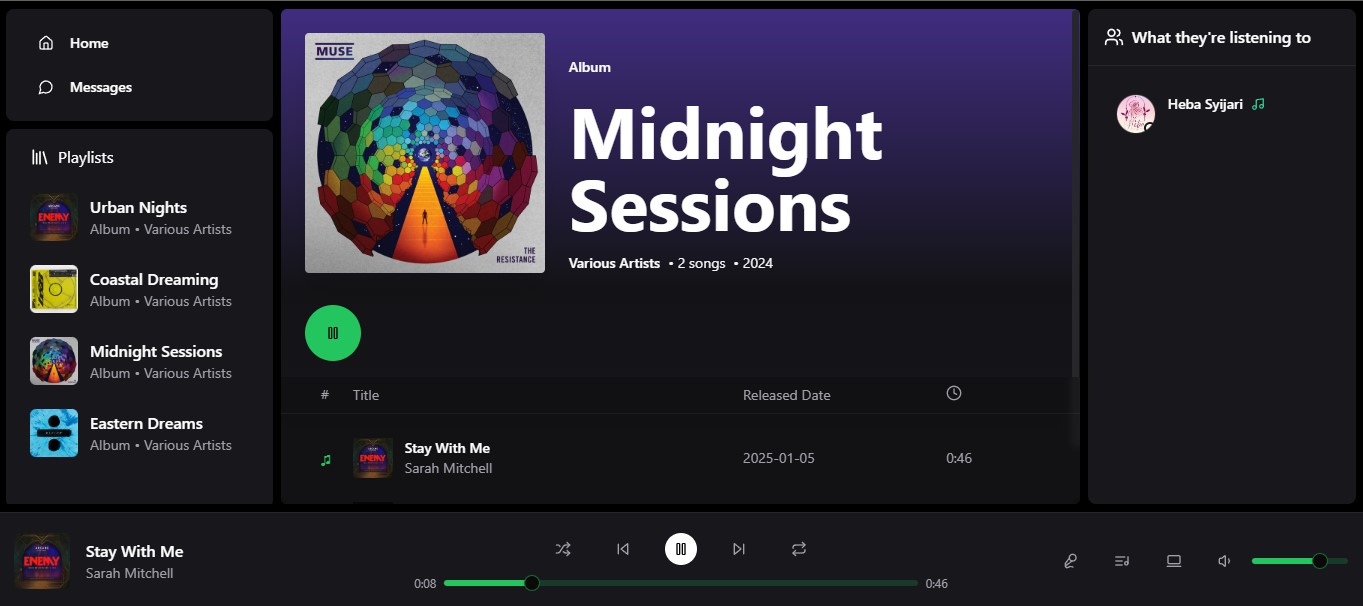 Home
Messages
Playlists
Urban Nights
Album • Various Artists
Coastal Dreaming
Album • Various Artists
Midnight Sessions
Album • Various Artists
Eastern Dreams
Album • Various Artists
MUSE
THE
RESISTANCE
Album
Midnight
Sessions
Various Artists • 2 songs • 2024
# Title Released Date
ENEMY
Stay With Me
Sarah Mitchell
2025-01-05 0:46
What they're listening to
Heba Syijari
ENEMY
Stay With Me
Sarah Mitchell
0:08 0:46